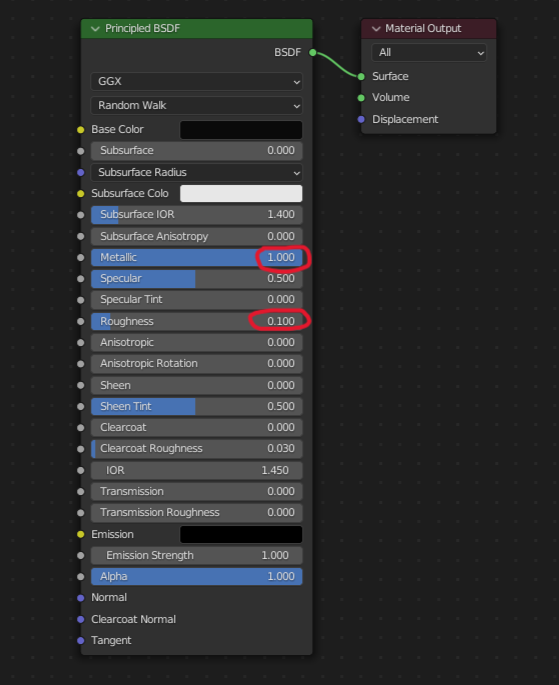 Principled BSDF
BSDF
GGX
Random Walk
Base Color
Subsurface 0.000
Subsurface Radius
Subsurface Colo
Subsurface IOR 1.400
Subsurface Anisotropy 0.000
Metallic 1.000
Specular 0.500
Specular Tint 0.000
Roughness 0.100
Anisotropic 0.000
Anisotropic Rotation 0.000
Sheen 0.000
Sheen Tint 0.500
Clearcoat 0.000
Clearcoat Roughness 0.030
IOR 1.450
Transmission 0.000
Transmission Roughness 0.000
Emission
Emission Strength 1.000
Alpha 1.000
Normal
Clearcoat Normal
Tangent
Material Output
All
Surface
Volume
Displacement